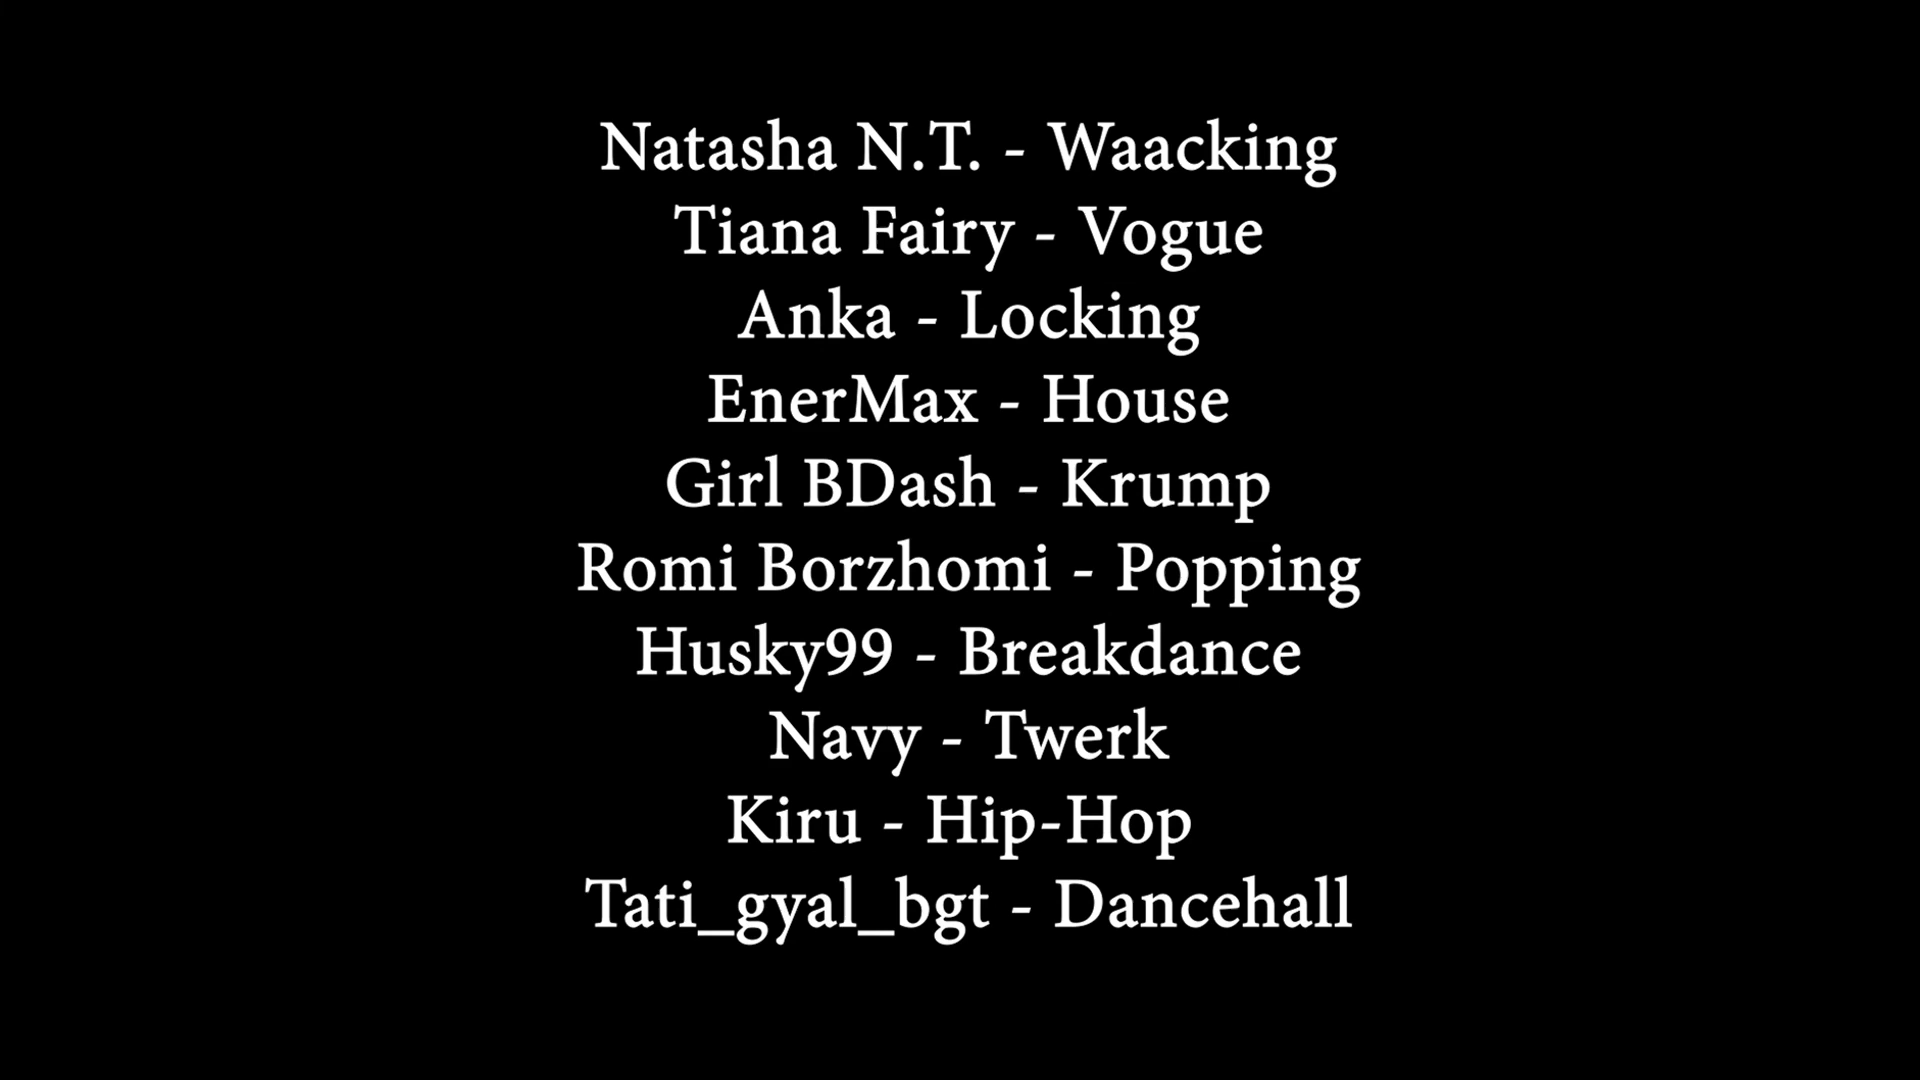 Natasha N.T. - Waacking
Tiana Fairy - Vogue
Anka - Locking
EnerMax - House
Girl BDash - Krump
Romi Borzhomi - Popping
Husky99 - Breakdance
Navy - Twerk
Kiru - Hip-Hop
Tati_gyal_bgt - Dancehall